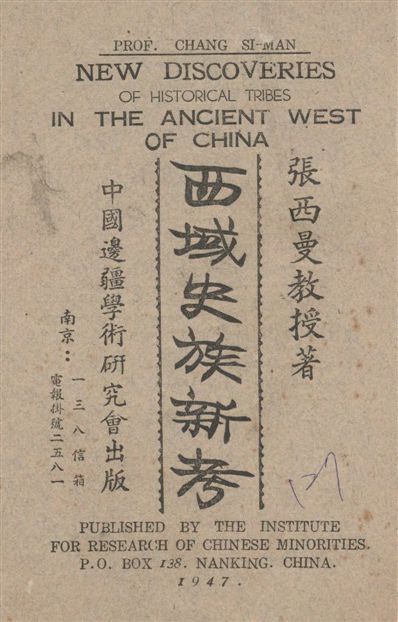 PROF. CHANG SI-MAN
NEW DISCOVERIES
OF HISTORICAL TRIBES
IN THE ANCIENT WEST
OF CHINA
張西曼教授著
西域史族新考
中國邊疆學術研究會出版
南京：
一三八信箱
電報掛號二五八一
PUBLISHED BY THE INSTITUTE
FOR RESEARCH OF CHINESE MINORITIES.
P.O. BOX 138. NANKING. CHINA.
1947.